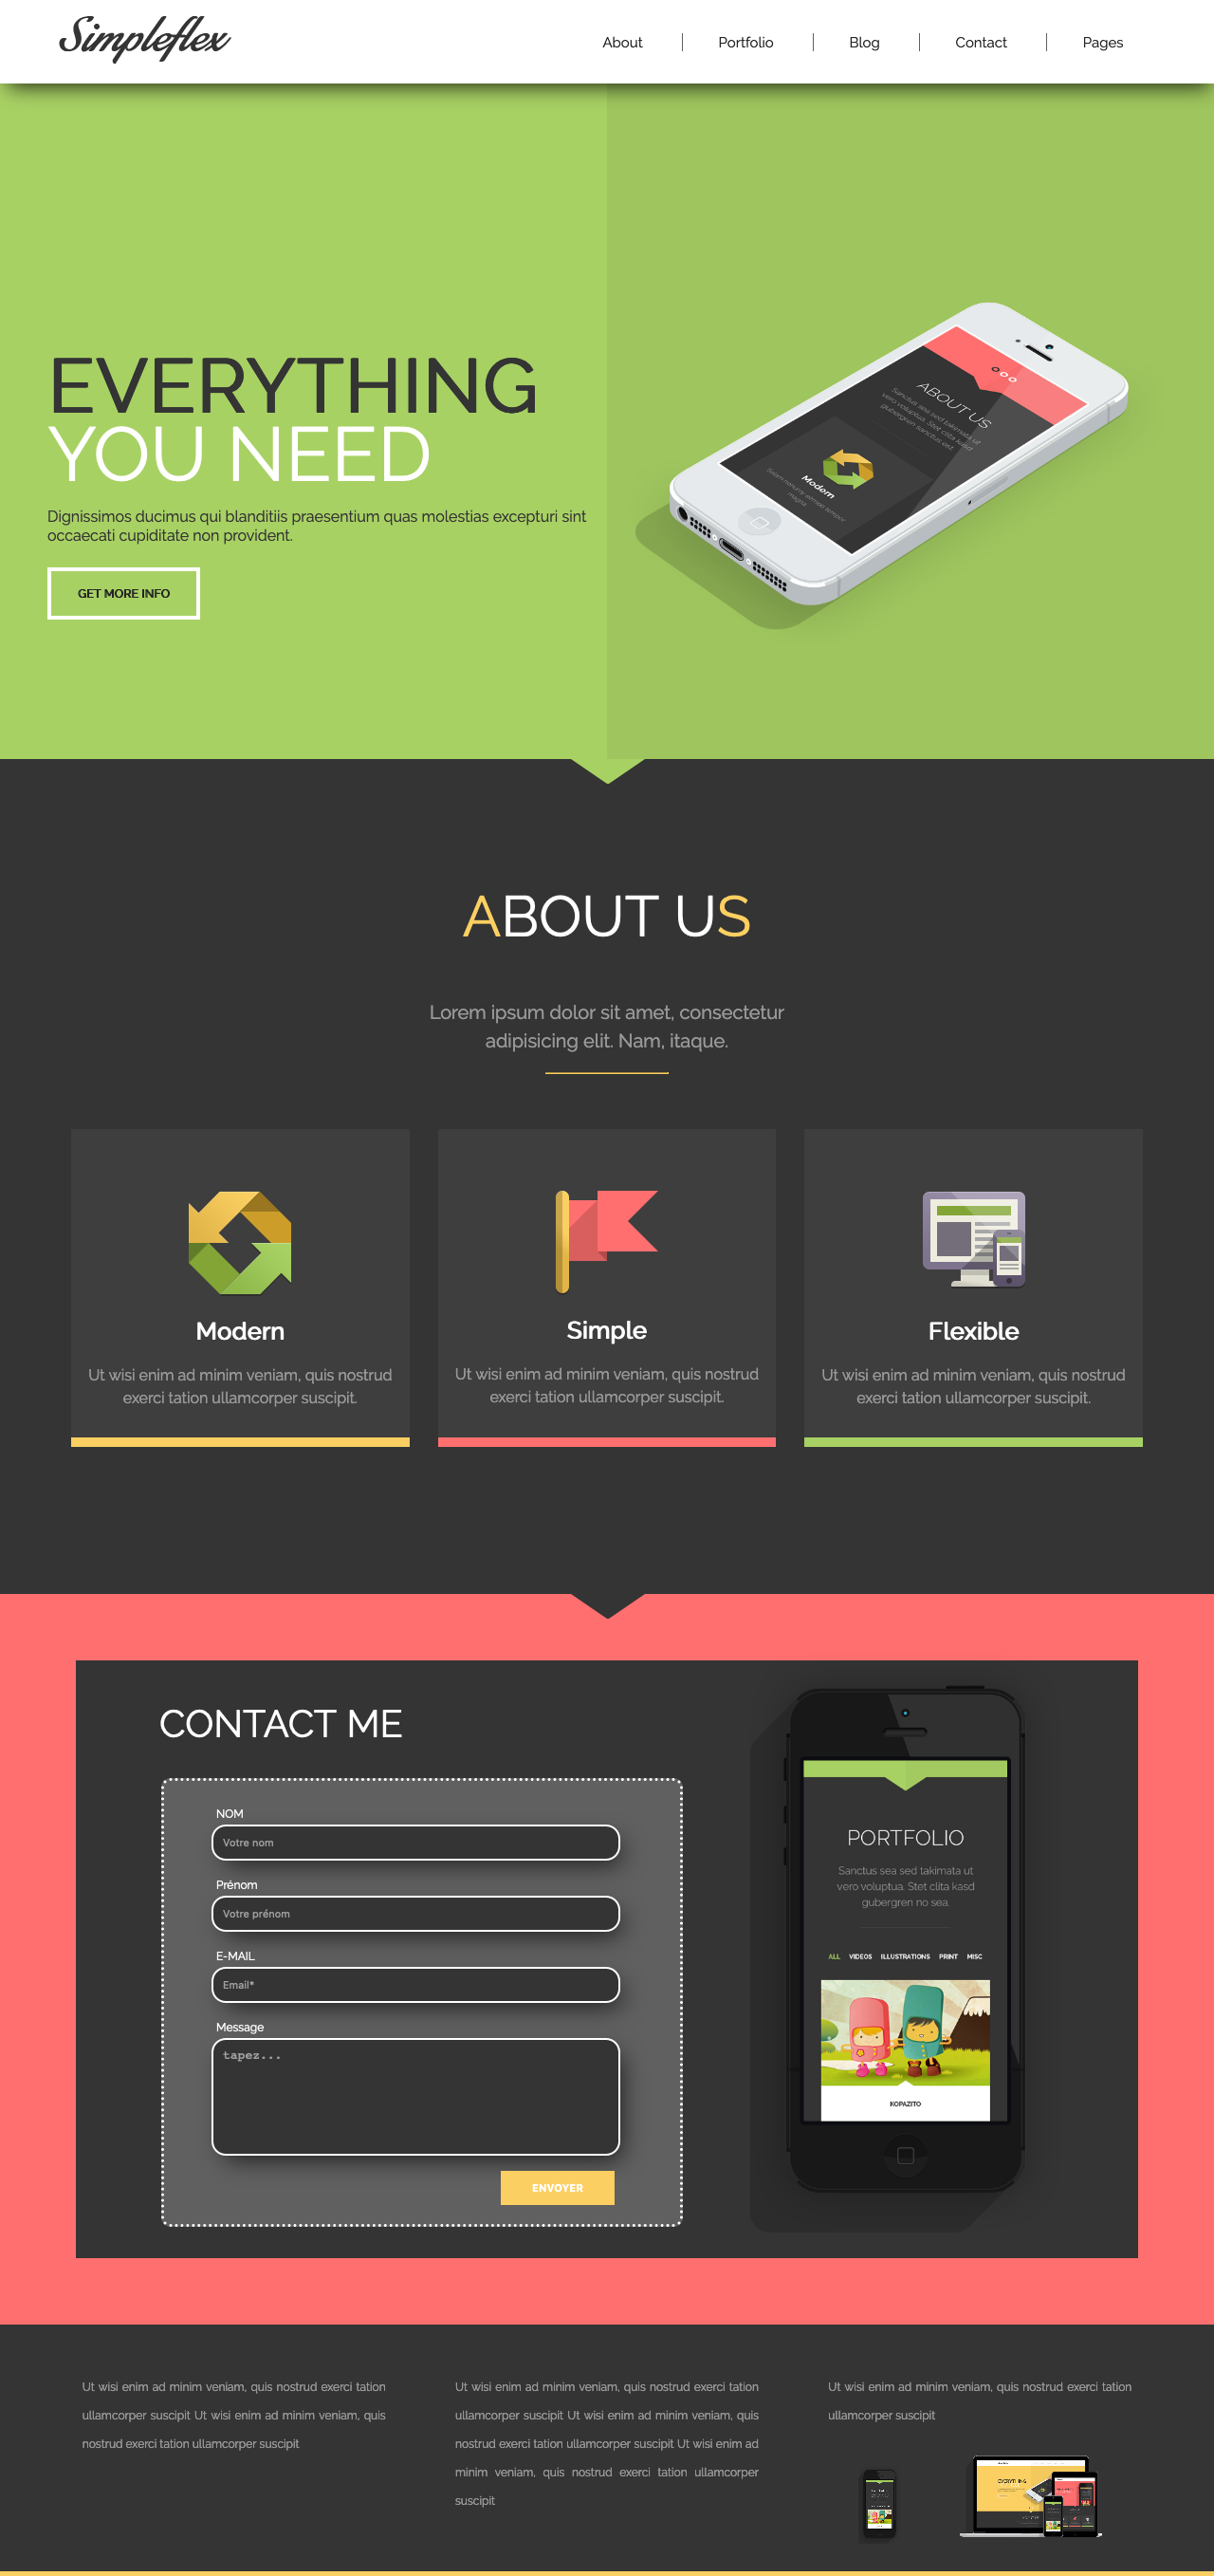 Simpleflex
About
Portfolio
Blog
Contact
Pages
EVERYTHING
YOU NEED
Dignissimos ducimus qui blanditiis praesentium quas molestias excepturi sint
occaecati cupiditate non provident.
GET MORE INFO
ABOUT US
Sanctus sea sed takimata ut
vero voluptua. Stet clita kasd
gubergren sanctus est.
Modern
magna
ABOUT US
Lorem ipsum dolor sit amet, consectetur
adipisicing elit. Nam, itaque.
Modern
Ut wisi enim ad minim veniam, quis nostrud
exerci tation ullamcorper suscipit.
Simple
Ut wisi enim ad minim veniam, quis nostrud
exerci tation ullamcorper suscipit.
Flexible
Ut wisi enim ad minim veniam, quis nostrud
exerci tation ullamcorper suscipit.
CONTACT ME
NOM
Votre nom
Prénom
Votre prénom
E-MAIL
Email*
Message
tapez...
ENVOYER
PORTFOLIO
Sanctus sea sed takimata ut
vero voluptua. Stet clita kasd
gubergren no sea.
ALL VIDEOS ILLUSTRATIONS PRINT MISC
KOPAZITO
Ut wisi enim ad minim veniam, quis nostrud exerci tation
ullamcorper suscipit Ut wisi enim ad minim veniam, quis
nostrud exerci tation ullamcorper suscipit
Ut wisi enim ad minim veniam, quis nostrud exerci tation
ullamcorper suscipit Ut wisi enim ad minim veniam, quis
nostrud exerci tation ullamcorper suscipit Ut wisi enim ad
minim veniam, quis nostrud exerci tation ullamcorper
suscipit
Ut wisi enim ad minim veniam, quis nostrud exerci tation
ullamcorper suscipit
EVERYTHING